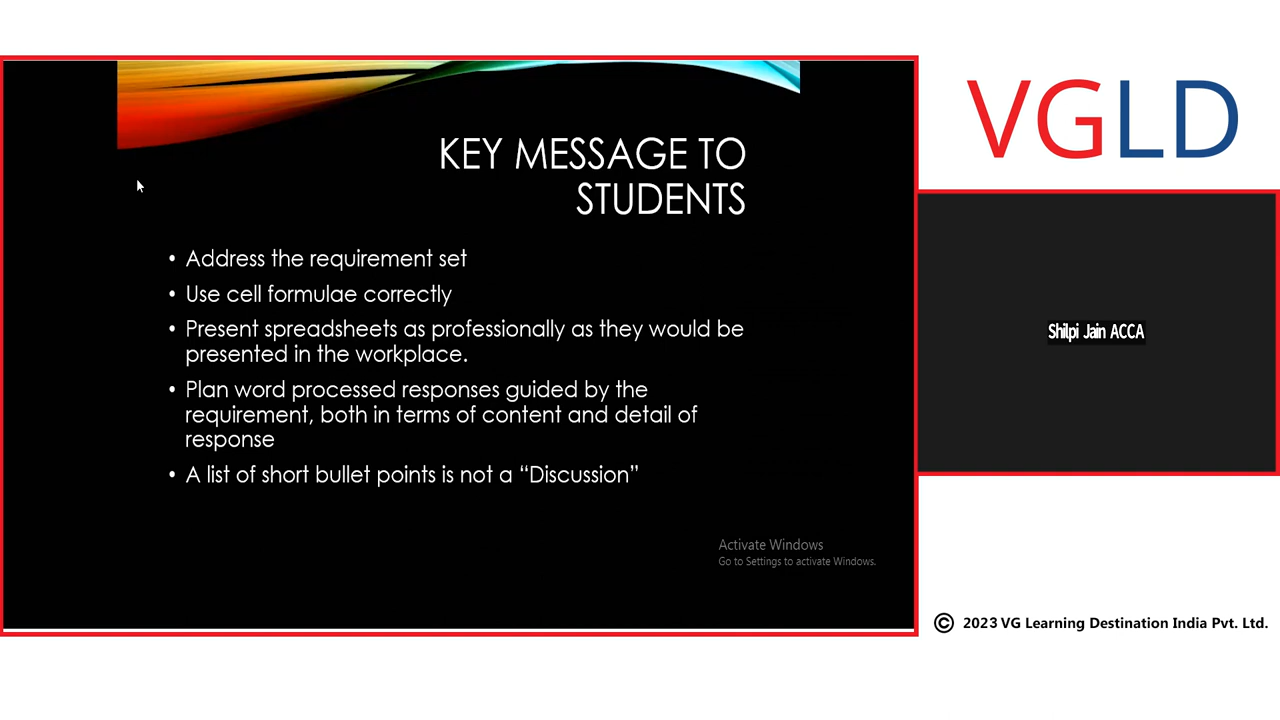 KEY MESSAGE TO
STUDENTS
• Address the requirement set
• Use cell formulae correctly
• Present spreadsheets as professionally as they would be
presented in the workplace.
• Plan word processed responses guided by the
requirement, both in terms of content and detail of
response
• A list of short bullet points is not a “Discussion”
Activate Windows
Go to Settings to activate Windows.
VGLD
Shilpi Jain ACCA
© 2023 VG Learning Destination India Pvt. Ltd.